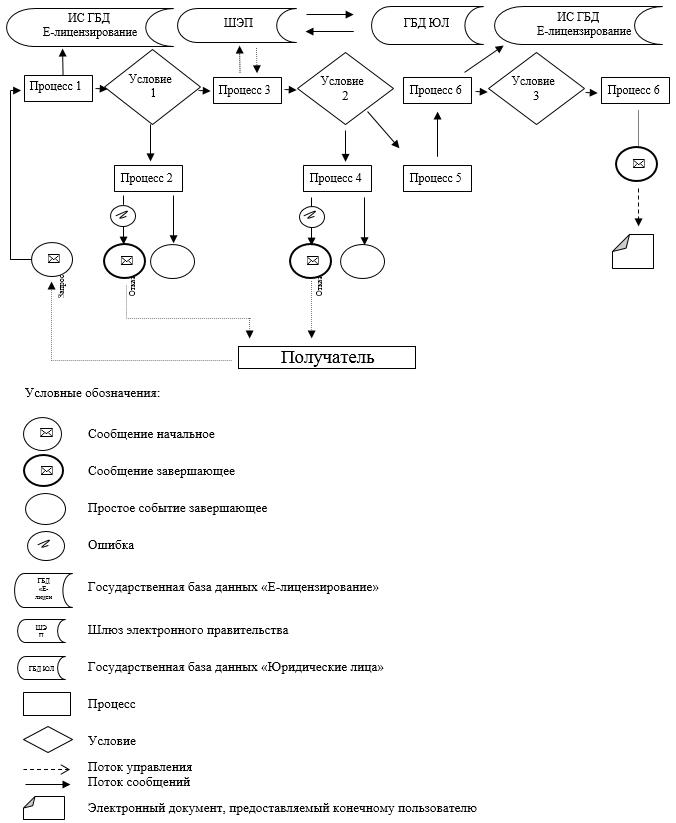 ИС ГБД
Е-лицензирование
ШЭП
ГБД ЮЛ
ИС ГБД
Е-лицензирование
Процесс 1
Условие
1
Процесс 3
Условие
2
Процесс 6
Условие
3
Процесс 6
Процесс 2
Процесс 4
Процесс 5
Запрос
Отказ
Отказ
Получатель
Условные обозначения:
Сообщение начальное
Сообщение завершающее
Простое событие завершающее
Ошибка
ГБД
«Е-
лицен
Государственная база данных «Е-лицензирование»
ШЭ
П
Шлюз электронного правительства
ГБД ЮЛ
Государственная база данных «Юридические лица»
Процесс
Условие
Поток управления
Поток сообщений
Электронный документ, предоставляемый конечному пользователю